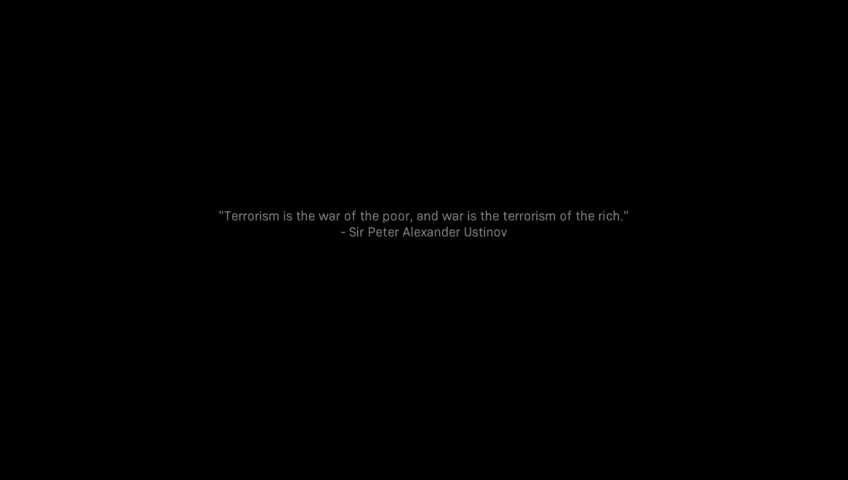 "Terrorism is the war of the poor, and war is the terrorism of the rich."
- Sir Peter Alexander Ustinov